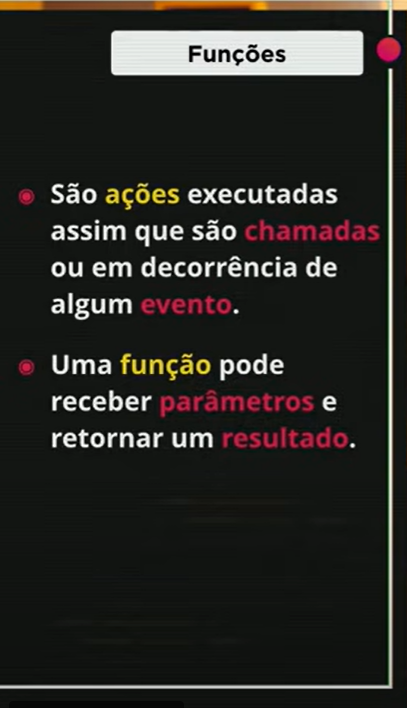 Funções
São ações executadas
assim que são chamadas
ou em decorrência de
algum evento.
Uma função pode
receber parâmetros e
retornar um resultado.